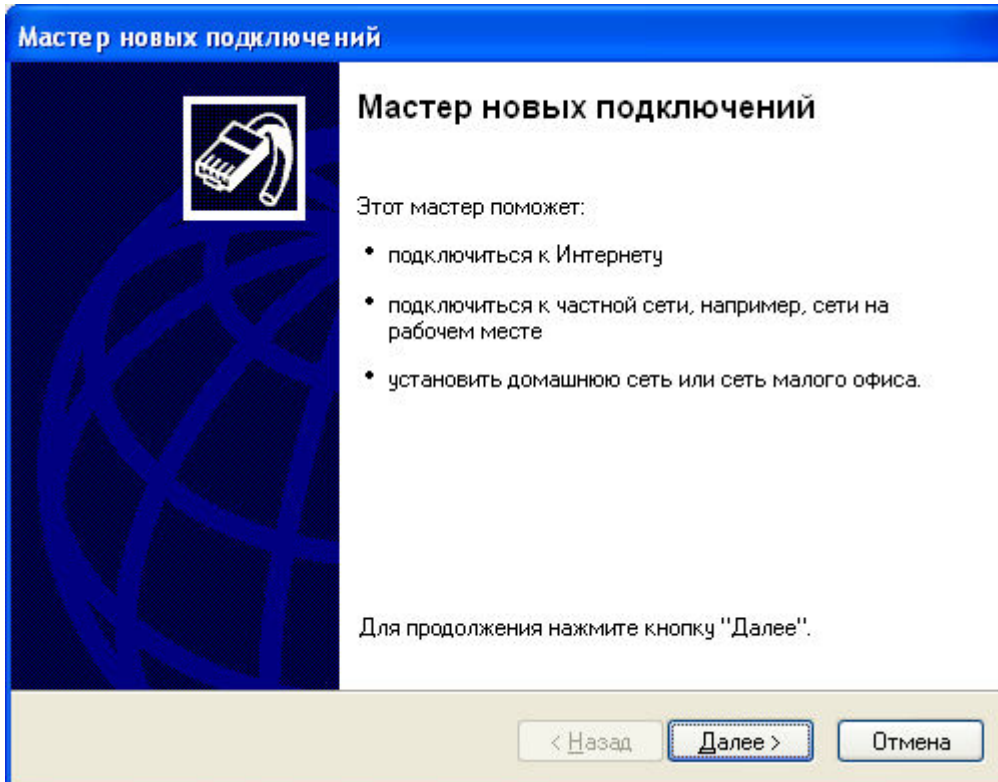 Мастер новых подключений
Мастер новых подключений
Этот мастер поможет:
• подключиться к Интернету
• подключиться к частной сети, например, сети на
рабочем месте
• установить домашнюю сеть или сеть малого офиса.
Для продолжения нажмите кнопку "Далее".
< Назад Далее > Отмена